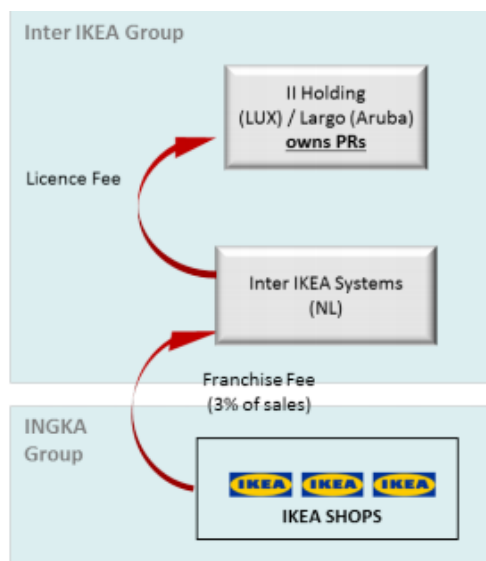 Inter IKEA Group
II Holding
(LUX) / Largo (Aruba)
owns PRs
Licence Fee
Inter IKEA Systems
(NL)
Franchise Fee
(3% of sales)
INGKA
Group
IKEA IKEA IKEA
IKEA SHOPS